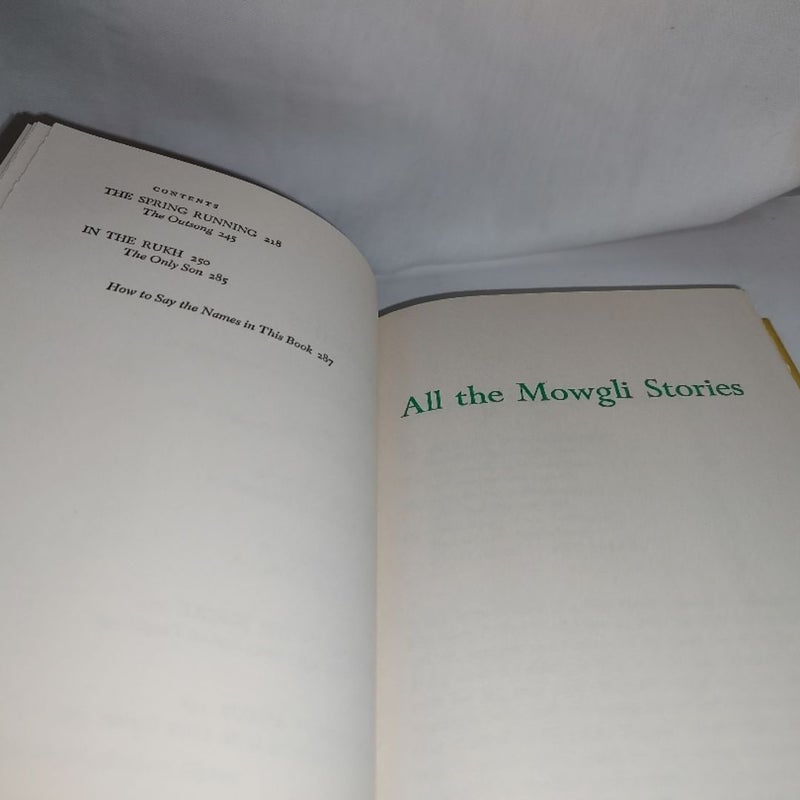 CONTENTS
THE SPRING RUNNING 218
The Outsong 245
IN THE RUKH 250
The Only Son 285
How to Say the Names in This Book 287
All the Mowgli Stories